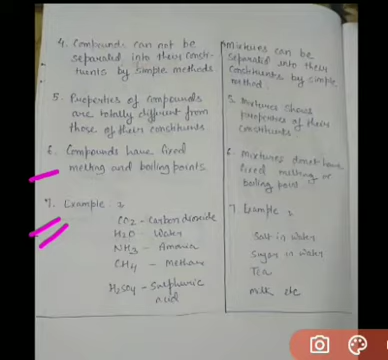 4. Compounds can not be
separated into their consti-
tuents by simple methods
5. Properties of compounds
are totally different from
those of their constituents
6. Compounds have fixed
melting and boiling points.
7. Example :
CO2 - Carbon dioxide
H2O - Water
NH3 - Amonia
CH4 - Methane
H2SO4 - Sulphuric
acid
Mixtures can be
separated into their
constituents by simple
method.
5. Mixtures shows
properties of their
constituents.
6. Mixtures donot have
fixed melting or
boiling point.
7. Example :
Salt in water
Sugar in water
Tea
Milk etc